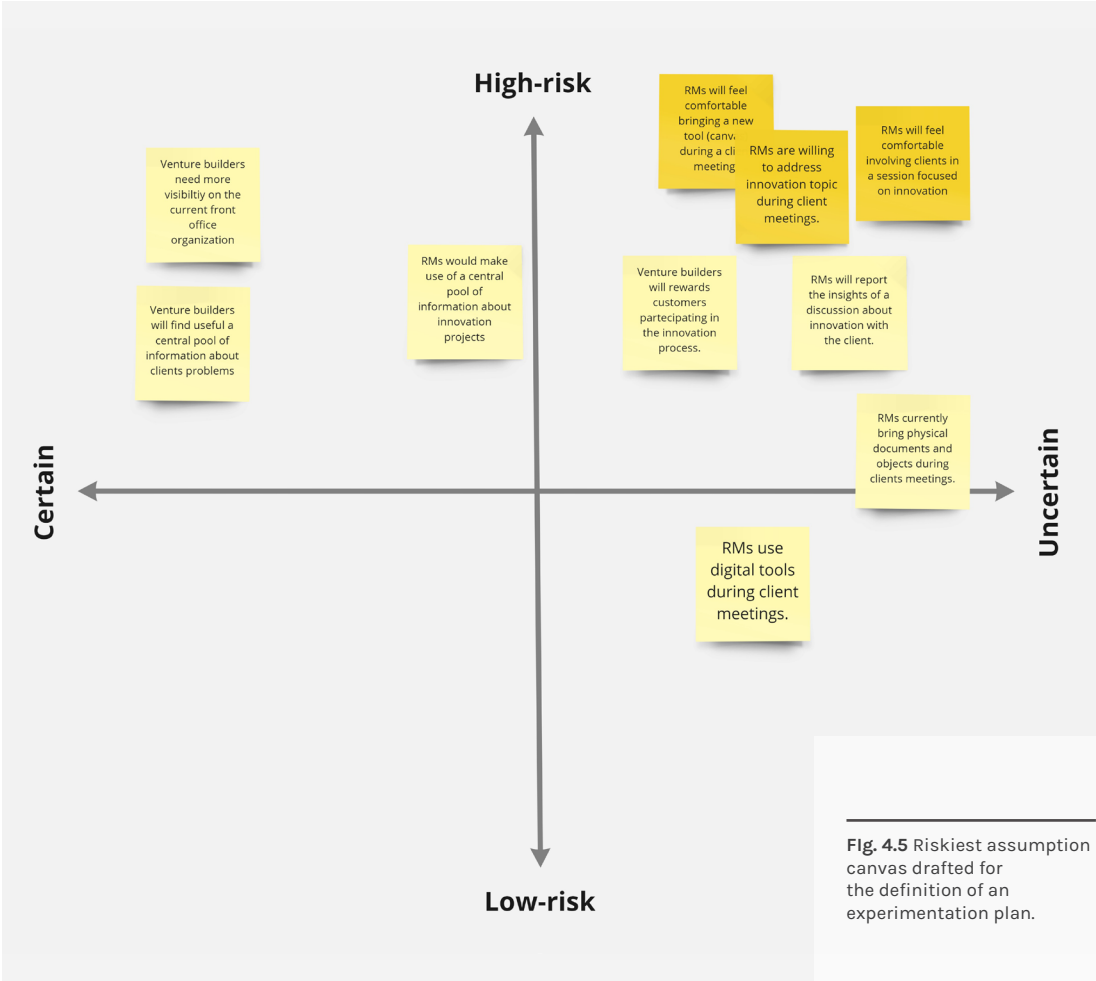 High-risk
RMs will feel
comfortable
bringing a new
tool
during a
meeting
RMs are willing
to address
innovation topic
during client
meetings.
RMs will feel
comfortable
involving clients in
a session focused
on innovation
Venture builders
need more
visibiltiy on the
current front
office
organization
Venture builders
will find useful a
central pool of
information about
clients problems
RMs would make
use of a central
pool of
information about
innovation
projects
Venture builders
will rewards
customers
partecipating in
the innovation
process.
RMs will report
the insights of a
discussion about
innovation with
the client.
RMs currently
bring physical
documents and
objects during
clients meetings.
Certain
Uncertain
RMs use
digital tools
during client
meetings.
Low-risk
FIg. 4.5 Riskiest assumption
canvas drafted for
the definition of an
experimentation plan.